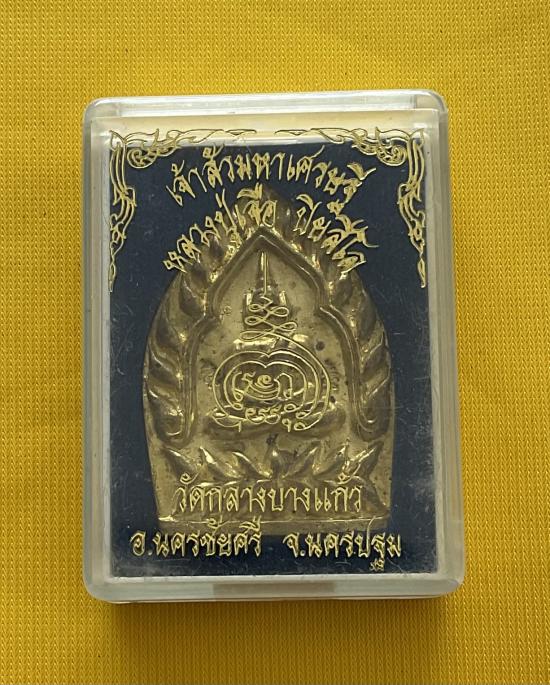 เจ้าสัวมหาเศรษฐี
หลวงปู่เจือ ปิยสีโล
วัดกลางบางแก้ว
อ.นครชัยศรี จ.นครปฐม